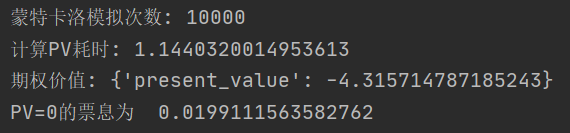 蒙特卡洛模拟次数: 10000
计算PV耗时: 1.1440320014953613
期权价值: {'present_value': -4.315714787185243}
PV=0的票息为  0.0199111563582762